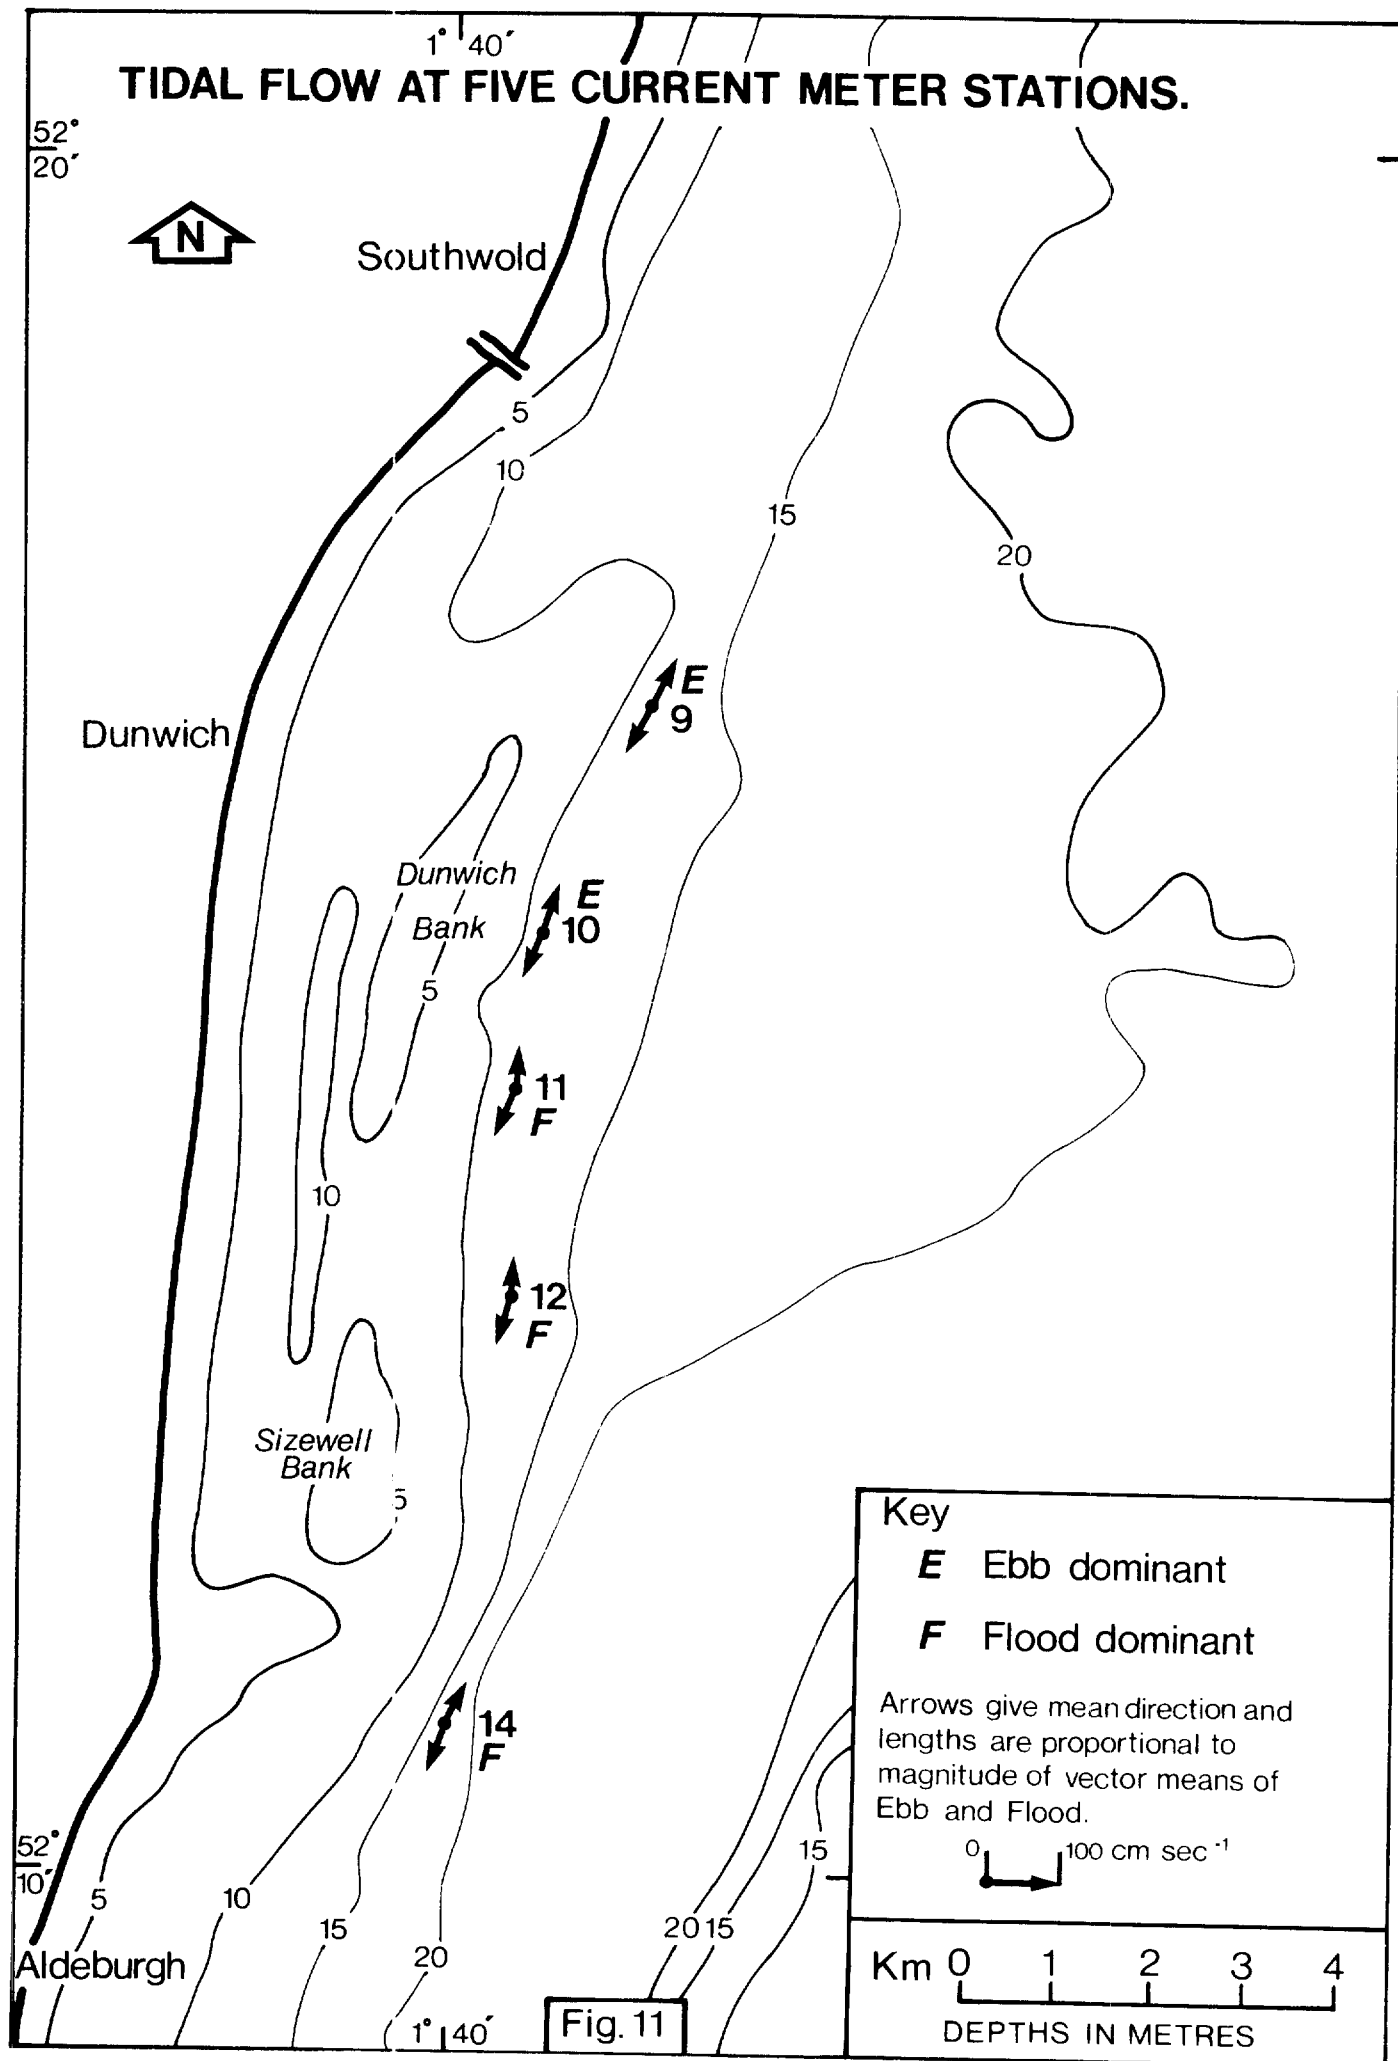 1° 40′
TIDAL FLOW AT FIVE CURRENT METER STATIONS.
52°
20′
N
Southwold
5
10
15
20
E
9
Dunwich
Dunwich
Bank
E
10
5
11
F
10
12
F
Sizewell
Bank
5
Key
E Ebb dominant
F Flood dominant
Arrows give mean direction and
lengths are proportional to
magnitude of vector means of
Ebb and Flood.
0 100 cm sec⁻¹
14
F
52°
10′
5
10
15
20
20
15
15
Aldeburgh
Km 0 1 2 3 4
DEPTHS IN METRES
1° 40′
Fig. 11